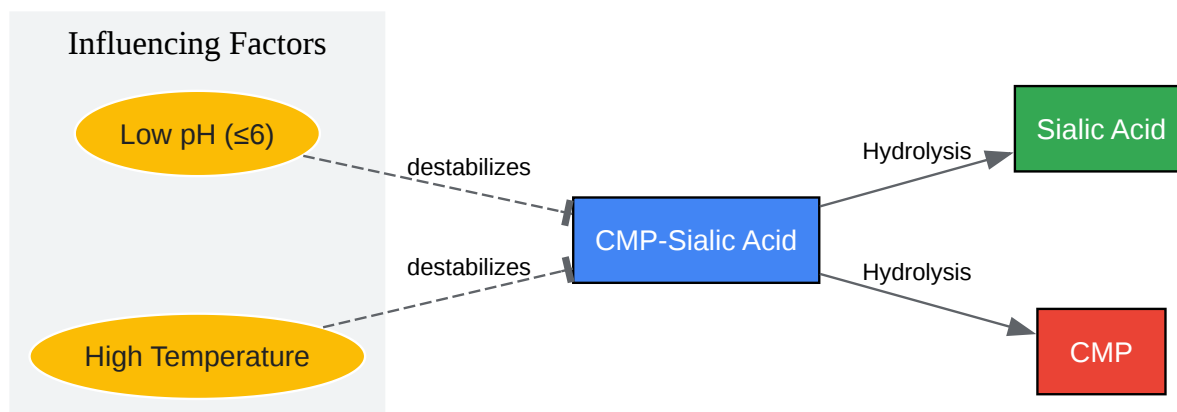 Influencing Factors
Low pH (≤6)
destabilizes
Hydrolysis
Sialic Acid
CMP-Sialic Acid
destabilizes
Hydrolysis
High Temperature
CMP